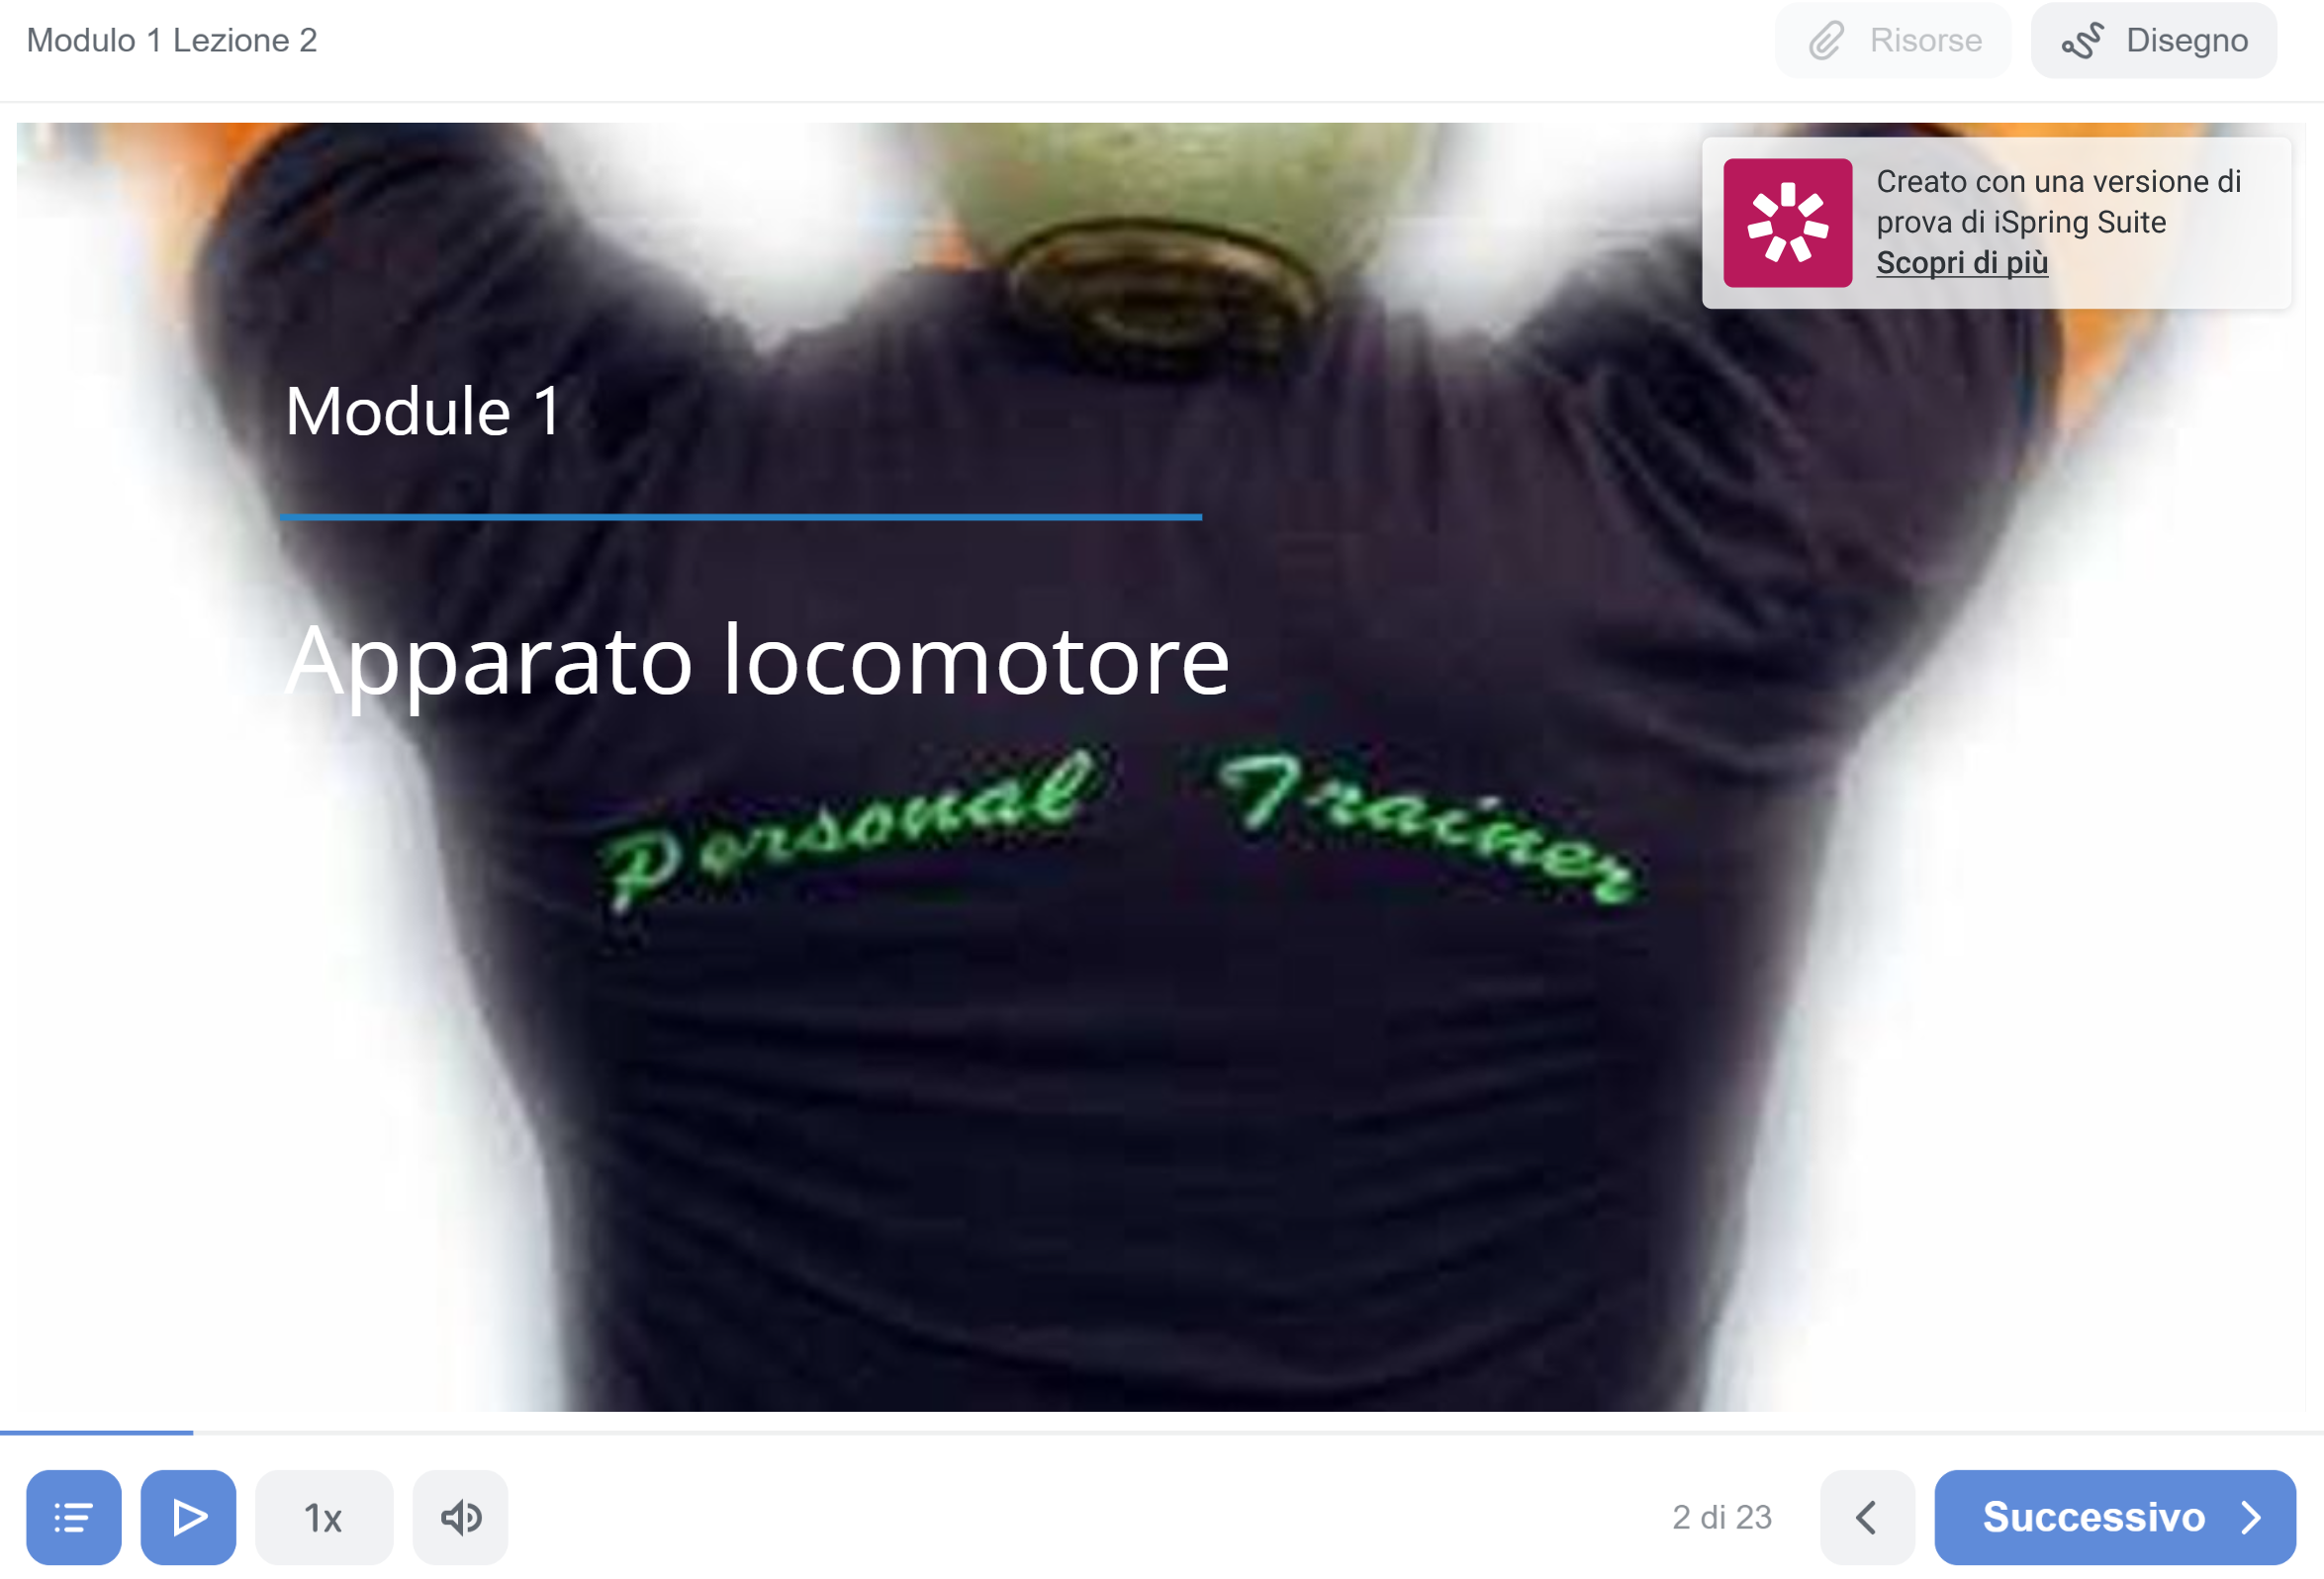 Modulo 1 Lezione 2
Risorse
Disegno
Creato con una versione di
prova di iSpring Suite
Scopri di più
Module 1
Apparato locomotore
Personal Trainer
1x
2 di 23
Successivo